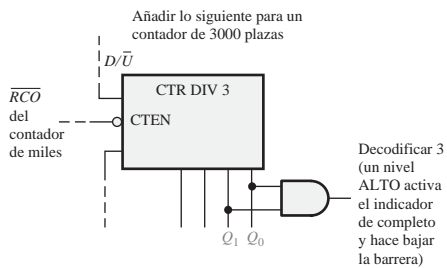 Añadir lo siguiente para un
contador de 3000 plazas
D/U̅
CTR DIV 3
R̅C̅O̅
del
contador
de miles
CTEN
Decodificar 3
(un nivel
ALTO activa
el indicador
de completo
y hace bajar
la barrera)
Q₁ Q₀